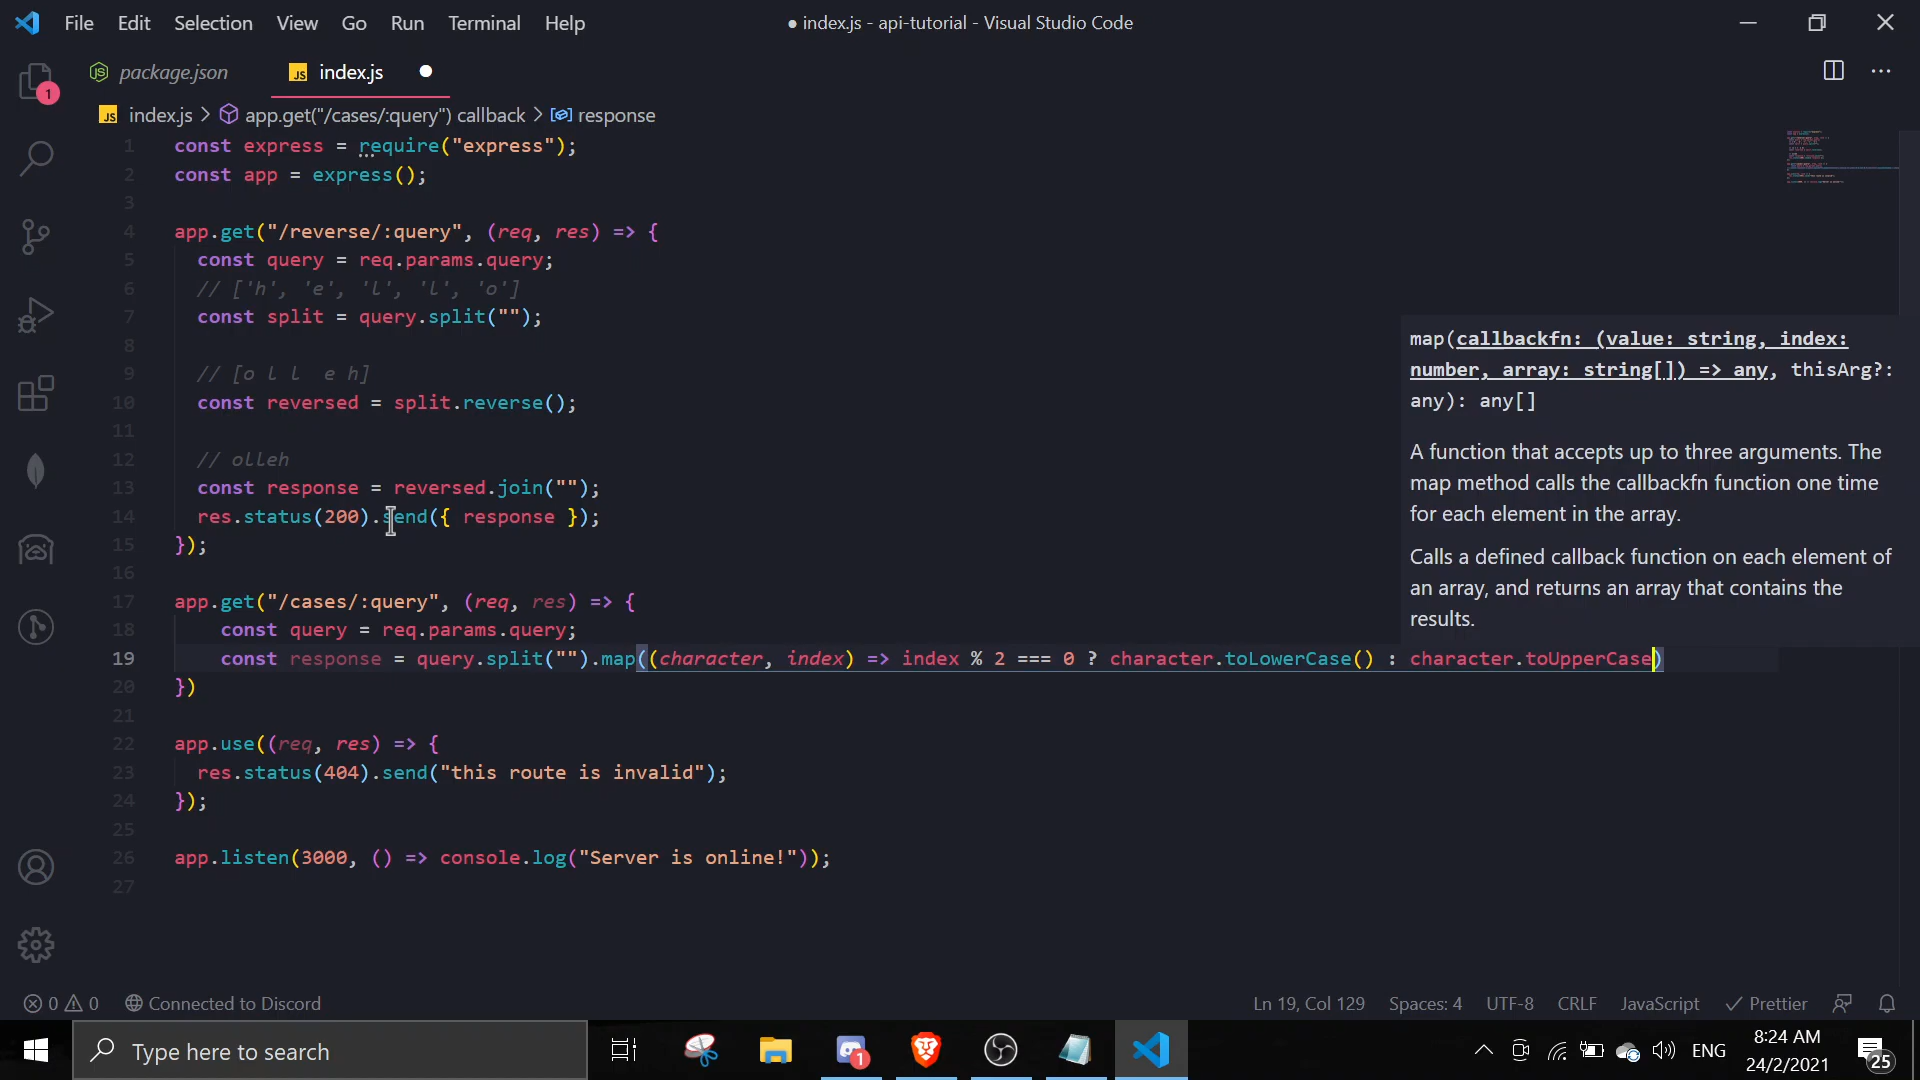 File Edit Selection View Go Run Terminal Help ● index.js - api-tutorial - Visual Studio Code
package.json JS index.js
1
JS index.js > app.get("/cases/:query") callback > response
1 const express = require("express");
2 const app = express();
3
4 app.get("/reverse/:query", (req, res) => {
5 const query = req.params.query;
6 // ['h', 'e', 'l', 'l', 'o']
7 const split = query.split("");
8
9 // [o l l  e h]
10 const reversed = split.reverse();
11
12 // olleh
13 const response = reversed.join("");
14 res.status(200).send({ response });
15 });
16
17 app.get("/cases/:query", (req, res) => {
18 const query = req.params.query;
19 const response = query.split("").map((character, index) => index % 2 === 0 ? character.toLowerCase() : character.toUpperCase)
20 })
21
22 app.use((req, res) => {
23 res.status(404).send("this route is invalid");
24 });
25
26 app.listen(3000, () => console.log("Server is online!"));
27
map(callbackfn: (value: string, index:
number, array: string[]) => any, thisArg?:
any): any[]
A function that accepts up to three arguments. The
map method calls the callbackfn function one time
for each element in the array.
Calls a defined callback function on each element of
an array, and returns an array that contains the
results.
0 0 Connected to Discord Ln 19, Col 129 Spaces: 4 UTF-8 CRLF JavaScript Prettier
Type here to search 1 ENG 8:24 AM
24/2/2021 25